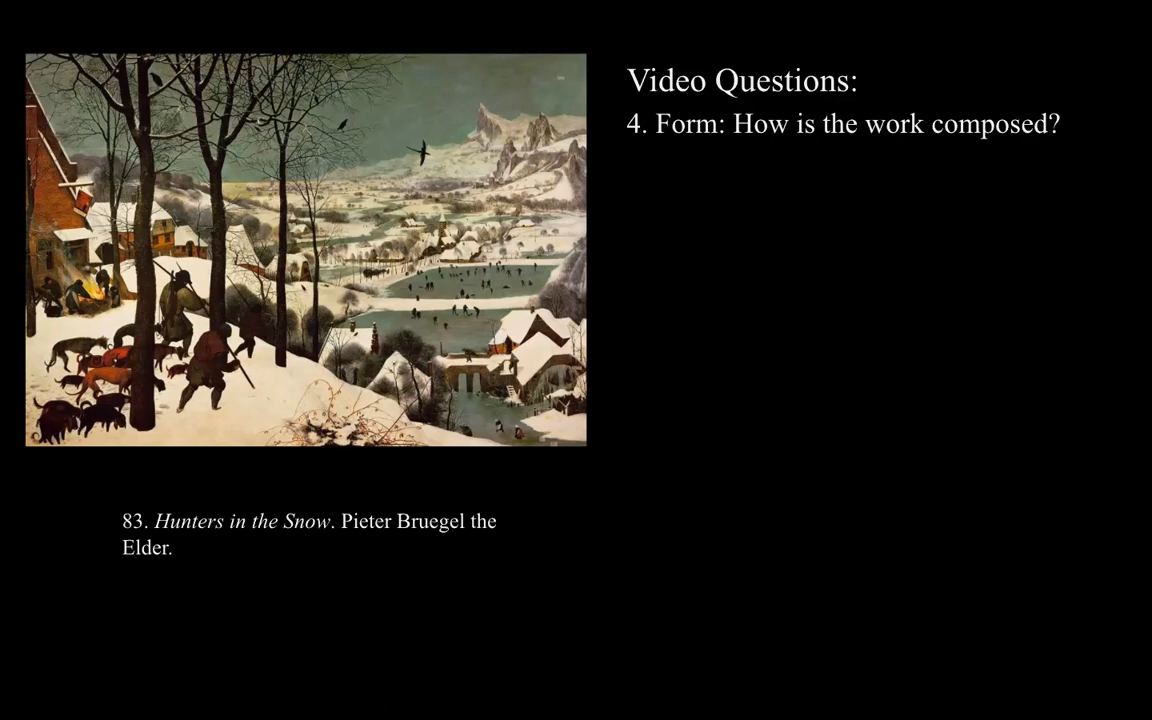 Video Questions:
4. Form: How is the work composed?
83. Hunters in the Snow. Pieter Bruegel the
Elder.